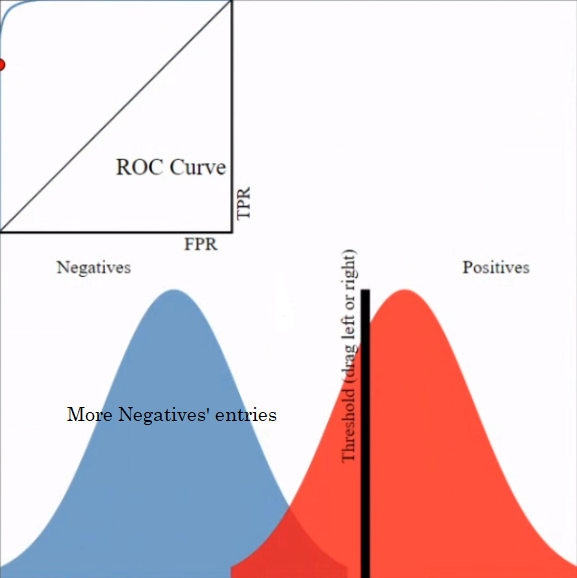 ROC Curve
TPR
FPR
Negatives
Positives
Threshold (drag left or right)
More Negatives' entries